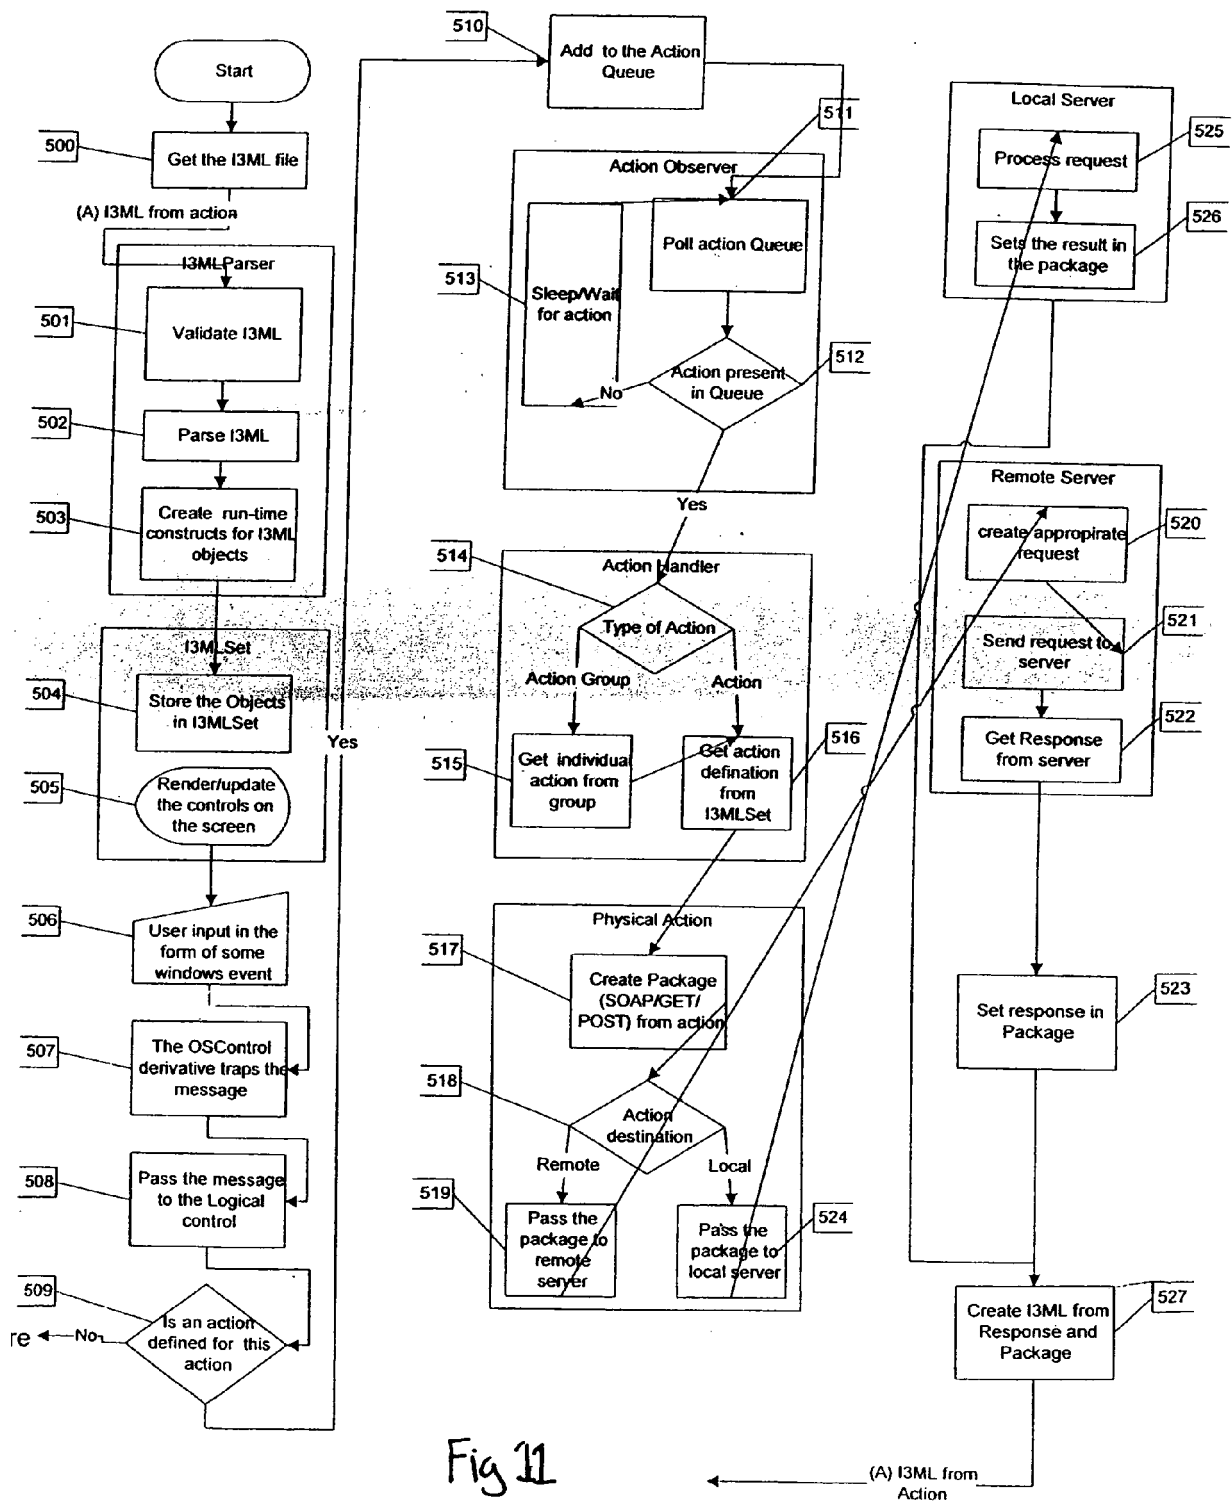 Start
500
Get the I3ML file
(A) I3ML from action
I3MLParser
501
Validate I3ML
502
Parse I3ML
503
Create run-time
constructs for I3ML
objects
I3MLSet
504
Store the Objects
in I3MLSet
505
Render/update
the controls on
the screen
506
User input in the
form of some
windows event
507
The OSControl
derivative traps the
message
508
Pass the message
to the Logical
control
509
Is an action
defined for this
action
re
No
Yes
510
Add to the Action
Queue
511
Action Observer
Poll action Queue
513
Sleep/Wait
for action
512
Action present
in Queue
No
Yes
514
Action Handler
Type of Action
Action Group
Action
515
Get individual
action from
group
516
Get action
defination
from
I3MLSet
Physical Action
517
Create Package
(SOAP/GET/
POST) from action
518
Action
destination
Remote
Local
519
Pass the
package to
remote
server
524
Pass the
package to
local server
Local Server
525
Process request
526
Sets the result in
the package
Remote Server
520
create appropirate
request
521
Send request to
server
522
Get Response
from server
523
Set response in
Package
527
Create I3ML from
Response and
Package
(A) I3ML from
Action
Fig 11